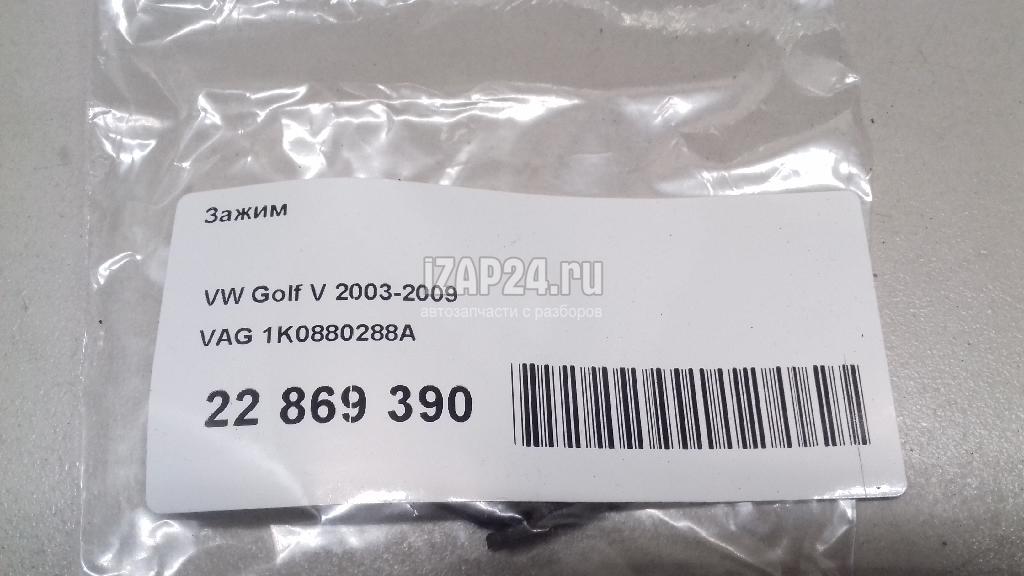 Зажим
iZAP24.ru
VW Golf V 2003-2009
автозапчасти с разборов
VAG 1K0880288A
22 869 390